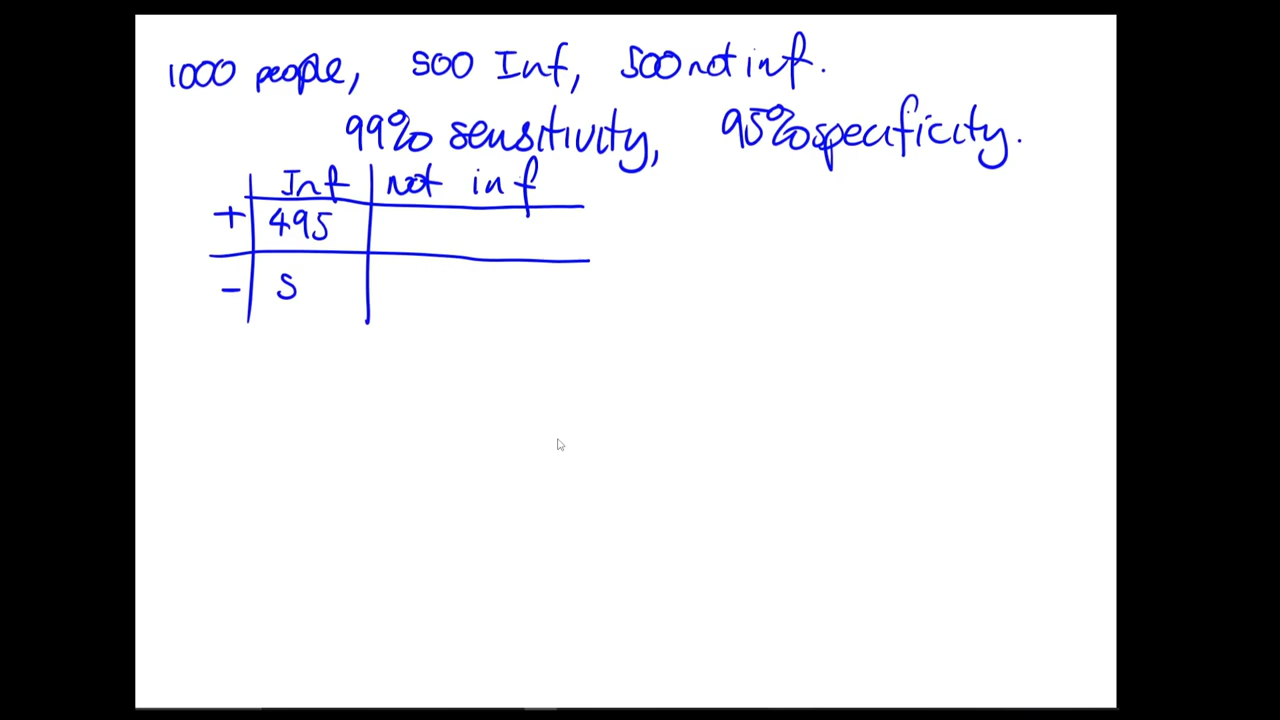 1000 people, 500 Inf, 500 not inf.
99% sensitivity, 95% specificity.
Inf Not inf
+ 495
- 5